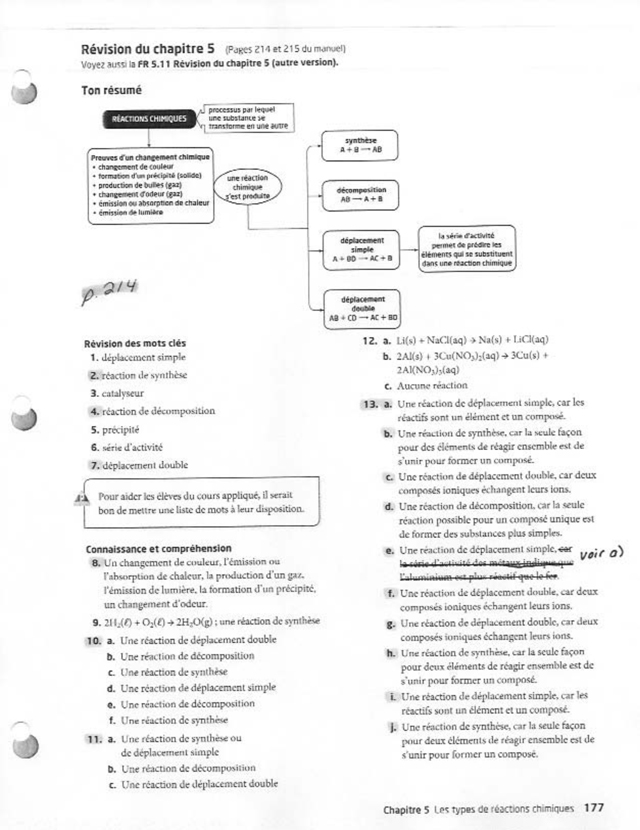 Révision du chapitre 5 (Pages 214 et 215 du manuel)
Voyez aussi la FR 5.11 Révision du chapitre 5 (autre version).
Ton résumé
RÉACTIONS CHIMIQUES
processus par lequel
une substance se
transforme en une autre
Preuves d'un changement chimique
• changement de couleur
• formation d'un précipité (solide)
• production de bulles (gaz)
• changement d'odeur (gaz)
• émission ou absorption de chaleur
• émission de lumière
une réaction
chimique
s'est produite
synthèse
A + B → AB
décomposition
AB → A + B
déplacement
simple
A + BD → AC + B
la série d'activité
permet de prédire les
éléments qui se substituent
dans une réaction chimique
déplacement
double
AB + CD → AC + BD
p. 214
Révision des mots clés
1. déplacement simple
2. réaction de synthèse
3. catalyseur
4. réaction de décomposition
5. précipité
6. série d'activité
7. déplacement double
Pour aider les élèves du cours appliqué, il serait
bon de mettre une liste de mots à leur disposition.
Connaissance et compréhension
8. Un changement de couleur, l'émission ou
l'absorption de chaleur, la production d'un gaz,
l'émission de lumière, la formation d'un précipité,
un changement d'odeur.
9. 2H₂(ℓ) + O₂(ℓ) → 2H₂O(g) ; une réaction de synthèse
10. a. Une réaction de déplacement double
b. Une réaction de décomposition
c. Une réaction de synthèse
d. Une réaction de déplacement simple
e. Une réaction de décomposition
f. Une réaction de synthèse
11. a. Une réaction de synthèse ou
de déplacement simple
b. Une réaction de décomposition
c. Une réaction de déplacement double
12. a. Li(s) + NaCl(aq) → Na(s) + LiCl(aq)
b. 2Al(s) + 3Cu(NO₃)₂(aq) → 3Cu(s) +
2Al(NO₃)₃(aq)
c. Aucune réaction
13. a. Une réaction de déplacement simple, car les
réactifs sont un élément et un composé.
b. Une réaction de synthèse, car la seule façon
pour des éléments de réagir ensemble est de
s'unir pour former un composé.
c. Une réaction de déplacement double, car deux
composés ioniques échangent leurs ions.
d. Une réaction de décomposition, car la seule
réaction possible pour un composé unique est
de former des substances plus simples.
e. Une réaction de déplacement simple, car voir a)
la série d'activité des métaux indique que
l'aluminium est plus réactif que le fer.
f. Une réaction de déplacement double, car deux
composés ioniques échangent leurs ions.
g. Une réaction de déplacement double, car deux
composés ioniques échangent leurs ions.
h. Une réaction de synthèse, car la seule façon
pour deux éléments de réagir ensemble est de
s'unir pour former un composé.
i. Une réaction de déplacement simple, car les
réactifs sont un élément et un composé.
j. Une réaction de synthèse, car la seule façon
pour deux éléments de réagir ensemble est de
s'unir pour former un composé.
Chapitre 5 Les types de réactions chimiques 177